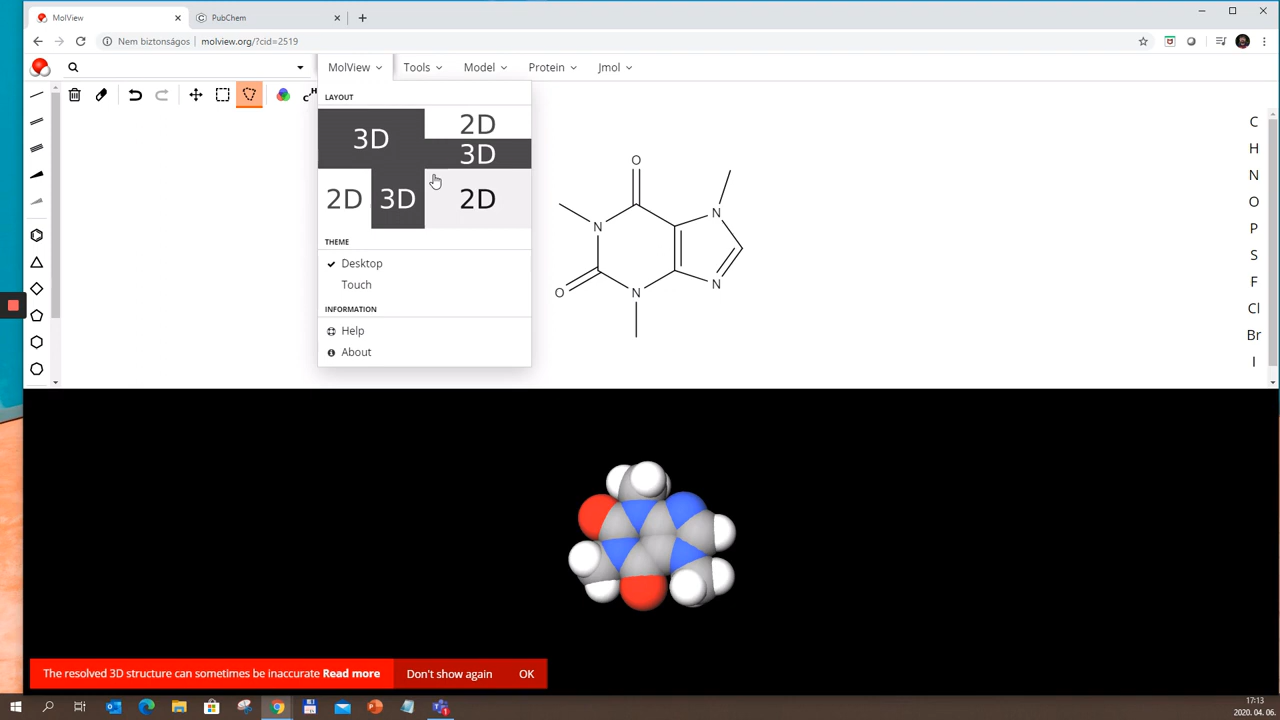 MolView
PubChem
Nem biztonságos molview.org/?cid=2519
MolView Tools Model Protein Jmol
LAYOUT
3D
2D
3D
2D 3D 2D
THEME
Desktop
Touch
INFORMATION
Help
About
O
N
N
O
N
N
C
H
N
O
P
S
F
Cl
Br
I
The resolved 3D structure can sometimes be inaccurate Read more Don't show again OK
17:13
2020. 04. 06.